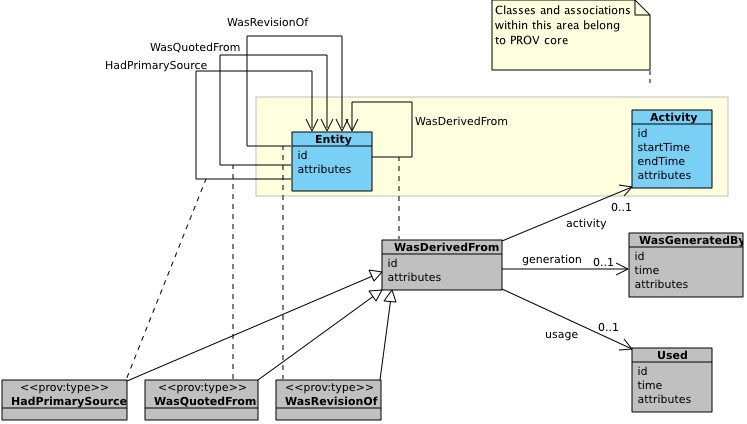 WasRevisionOf
Classes and associations
within this area belong
to PROV core
WasQuotedFrom
HadPrimarySource
WasDerivedFrom
Entity
id
attributes
Activity
id
startTime
endTime
attributes
0..1
activity
WasDerivedFrom
id
attributes
generation
0..1
WasGeneratedBy
id
time
attributes
usage
0..1
Used
id
time
attributes
<<prov:type>>
HadPrimarySource
<<prov:type>>
WasQuotedFrom
<<prov:type>>
WasRevisionOf